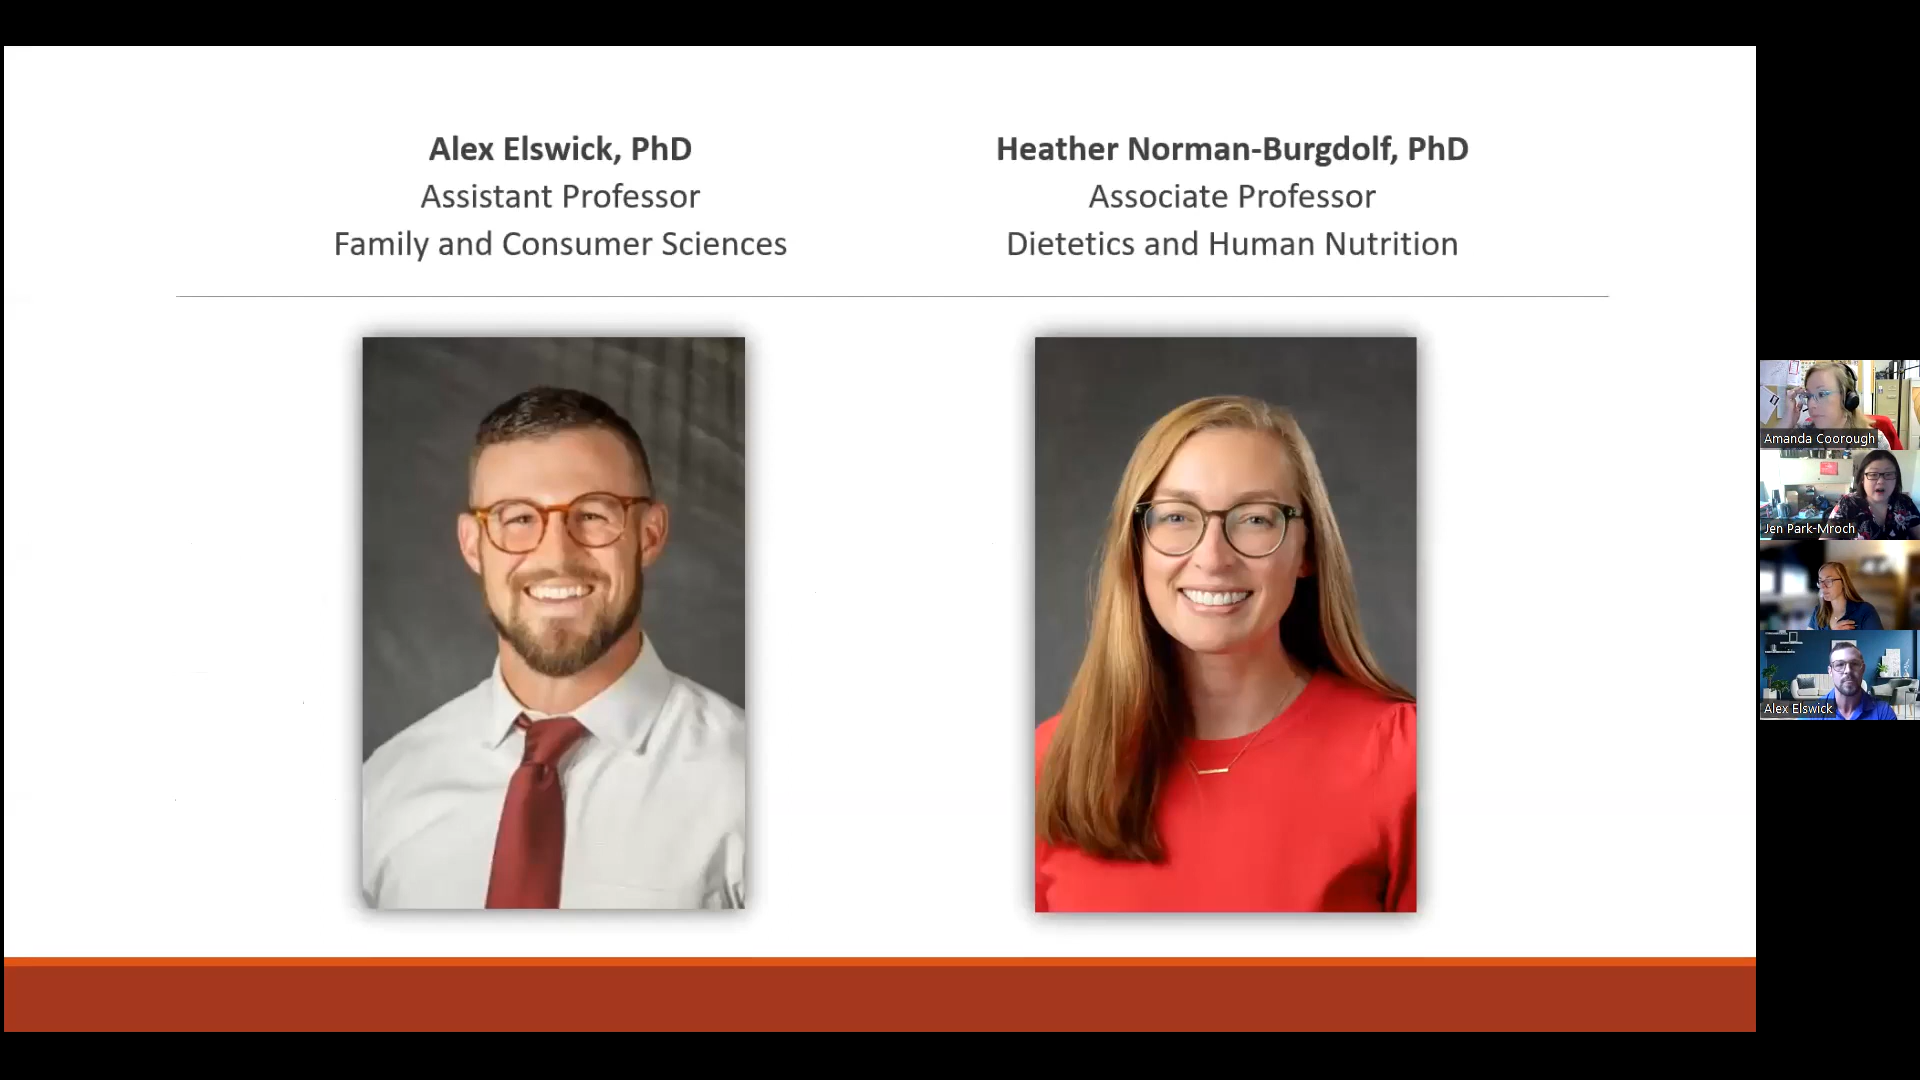 Alex Elswick, PhD
Assistant Professor
Family and Consumer Sciences
Heather Norman-Burgdolf, PhD
Associate Professor
Dietetics and Human Nutrition
Amanda Coorough
Jen Park-Mroch
Alex Elswick